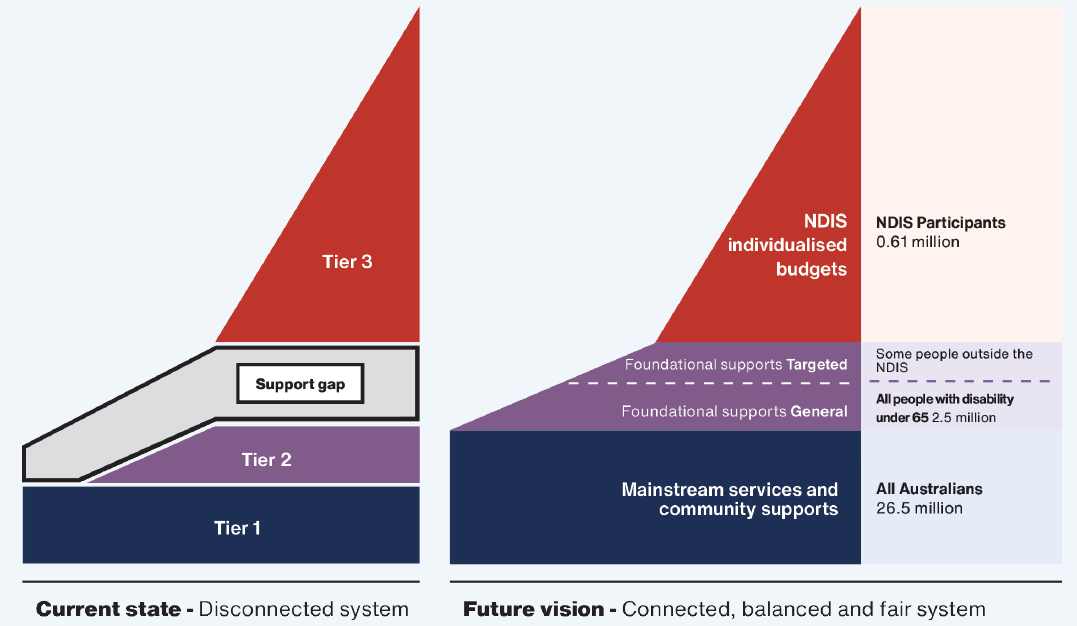 Tier 3
Support gap
Tier 2
Tier 1
Current state - Disconnected system
NDIS
individualised
budgets
NDIS Participants
0.61 million
Foundational supports Targeted
Some people outside the
NDIS
Foundational supports General
All people with disability
under 65 2.5 million
Mainstream services and
community supports
All Australians
26.5 million
Future vision - Connected, balanced and fair system